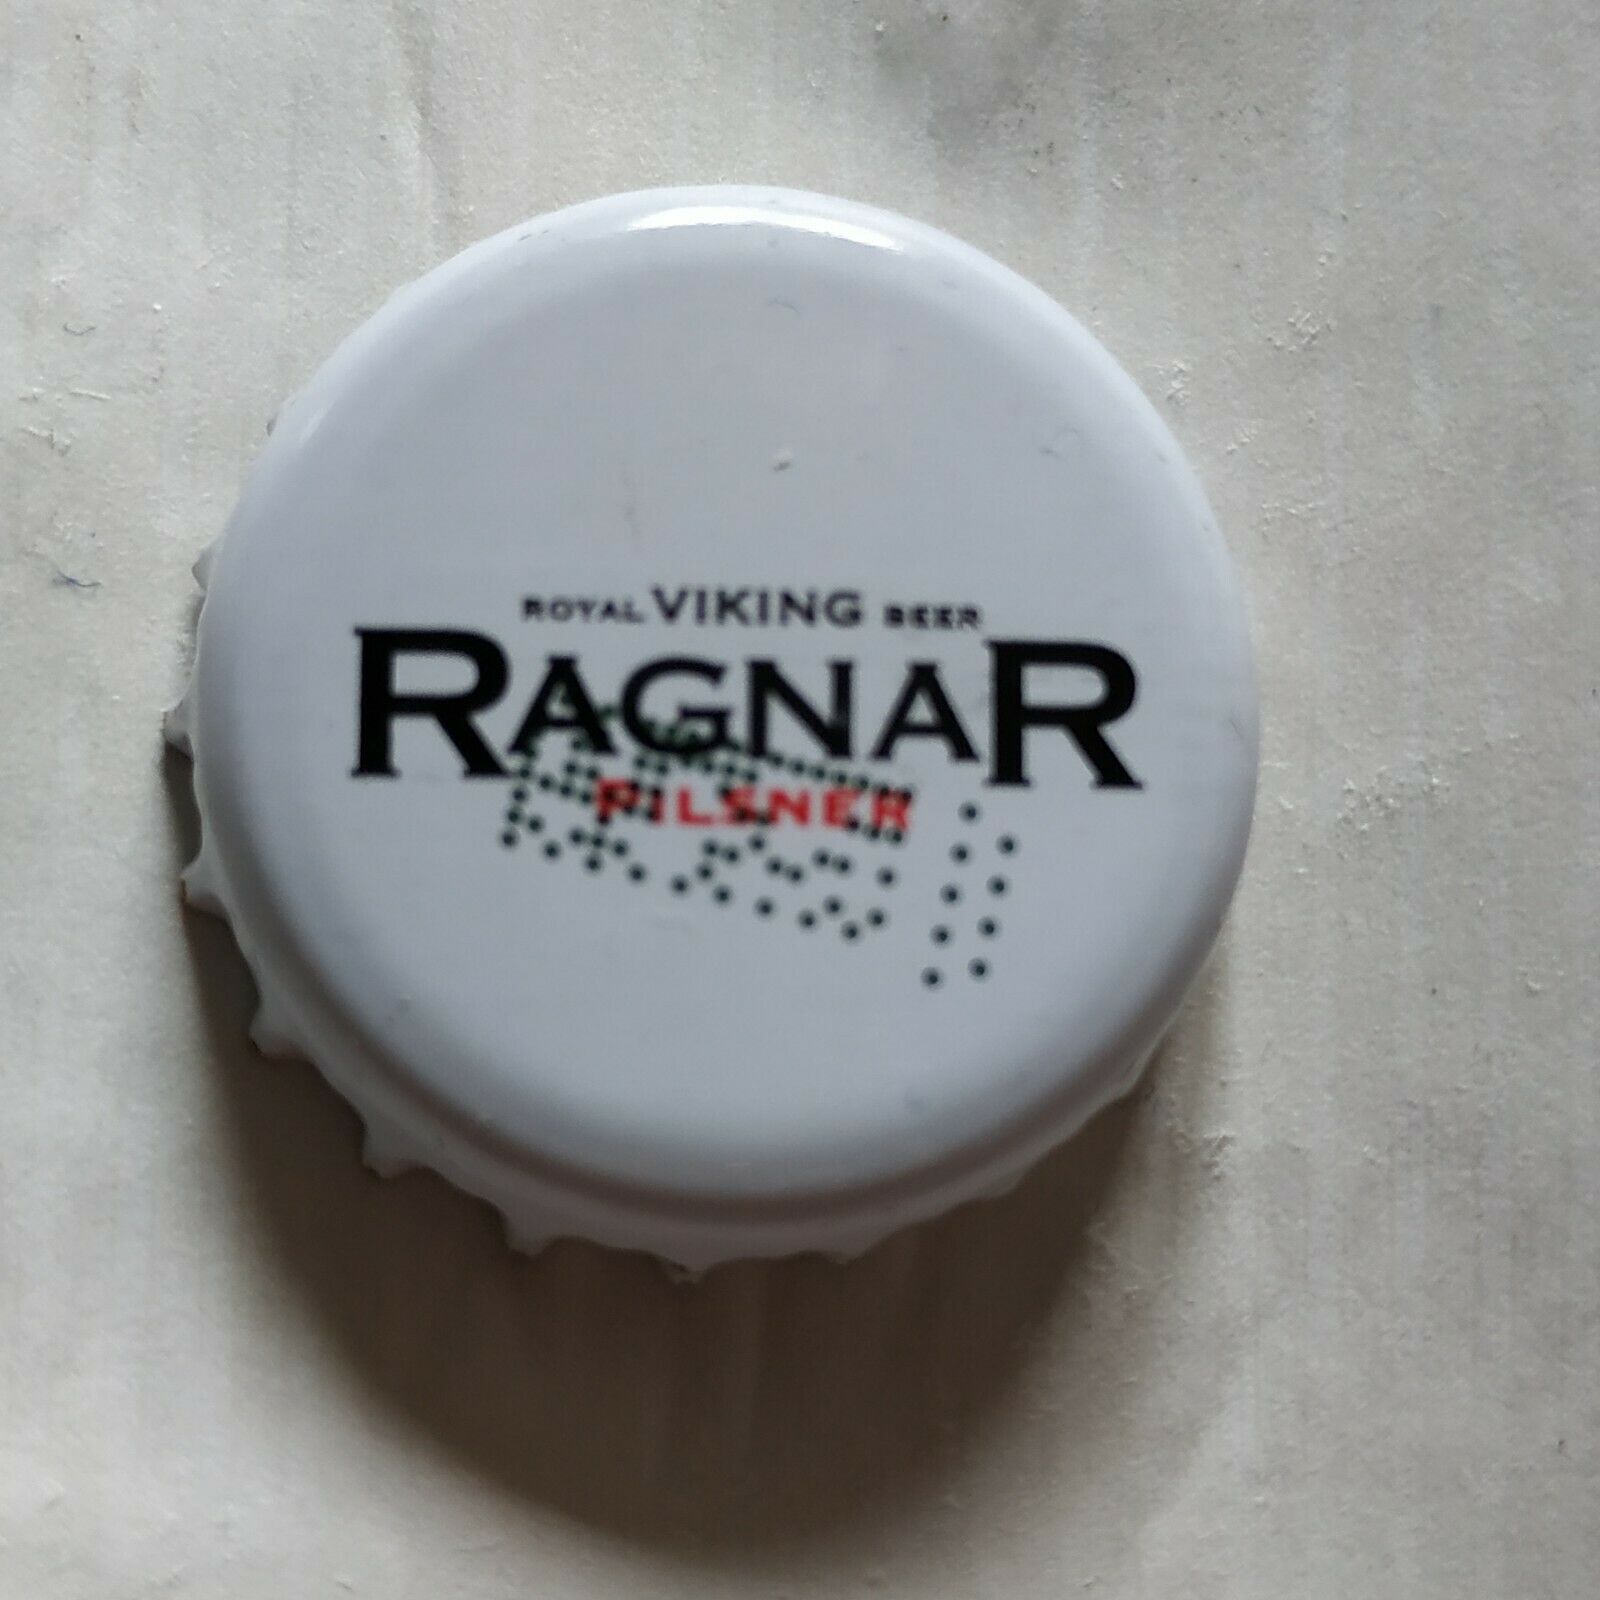 ROYAL VIKING BEER
RAGNAR
PILSNER